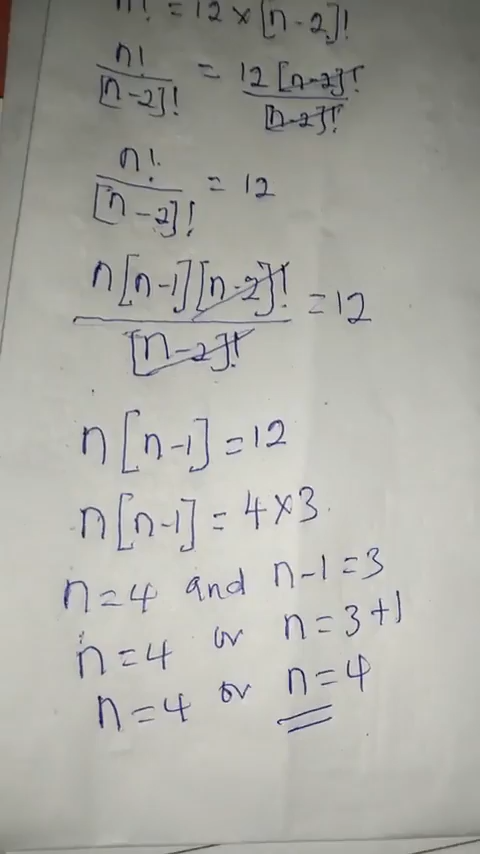 n! = 12 × [n-2]!
n!/[n-2]! = 12[n-2]!/[n-2]!
n!/[n-2]! = 12
n[n-1][n-2]!/[n-2]! = 12
n[n-1] = 12
n[n-1] = 4×3
n=4 and n-1=3
n=4 or n=3+1
n=4 or n=4